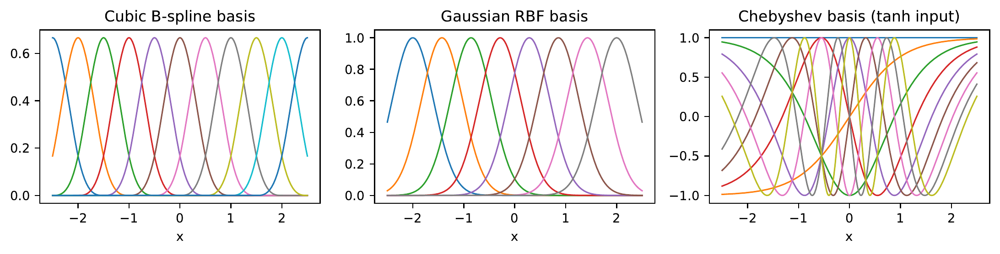 Cubic B-spline basis
0.6
0.4
0.2
0.0
−2 −1 0 1 2
x
Gaussian RBF basis
1.0
0.8
0.6
0.4
0.2
0.0
−2 −1 0 1 2
x
Chebyshev basis (tanh input)
1.0
0.5
0.0
−0.5
−1.0
−2 −1 0 1 2
x